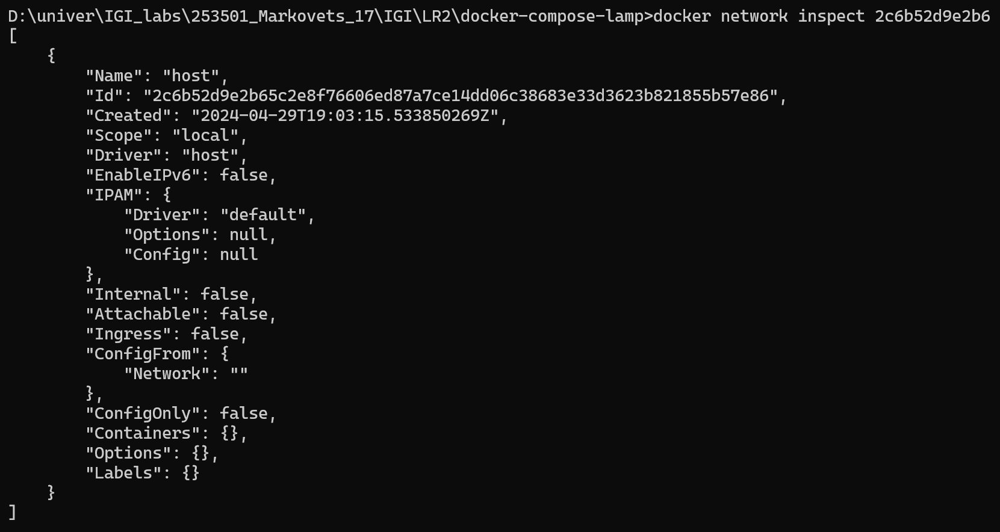 D:\univer\IGI_labs\253501_Markovets_17\IGI\LR2\docker-compose-lamp>docker network inspect 2c6b52d9e2b6
[
    {
        "Name": "host",
        "Id": "2c6b52d9e2b65c2e8f76606ed87a7ce14dd06c38683e33d3623b821855b57e86",
        "Created": "2024-04-29T19:03:15.533850269Z",
        "Scope": "local",
        "Driver": "host",
        "EnableIPv6": false,
        "IPAM": {
            "Driver": "default",
            "Options": null,
            "Config": null
        },
        "Internal": false,
        "Attachable": false,
        "Ingress": false,
        "ConfigFrom": {
            "Network": ""
        },
        "ConfigOnly": false,
        "Containers": {},
        "Options": {},
        "Labels": {}
    }
]